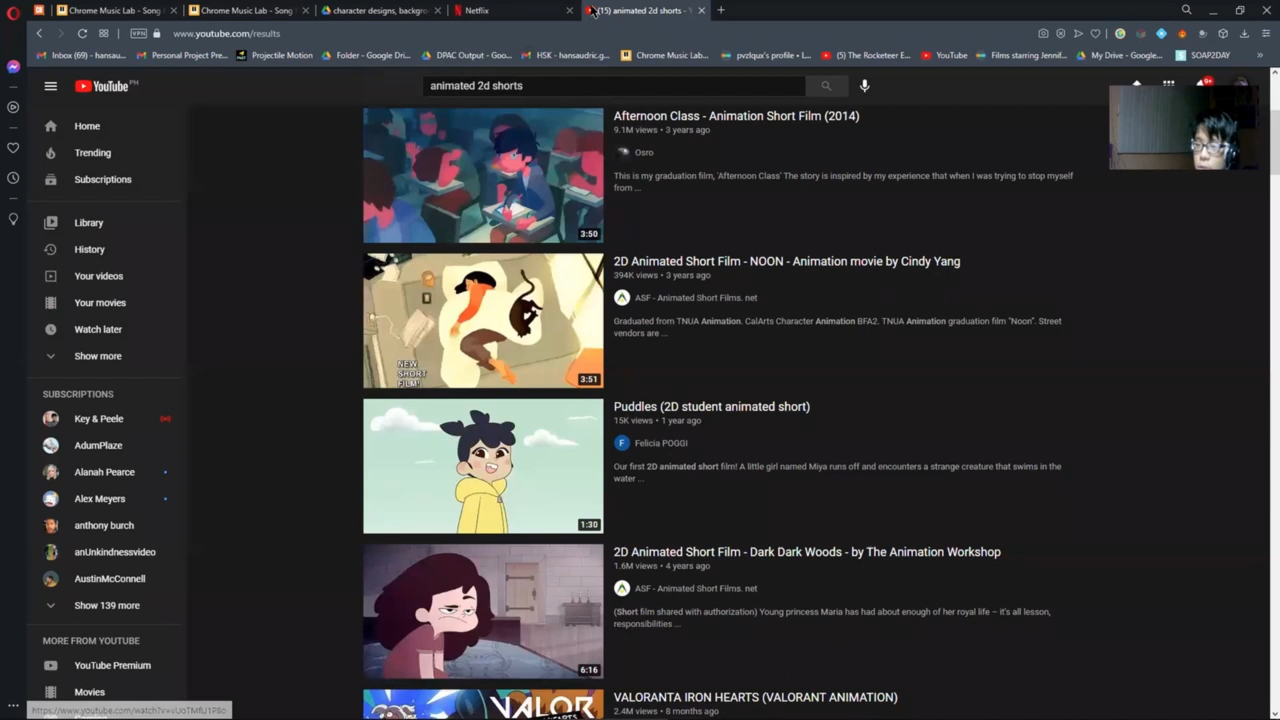 Chrome Music Lab - Song
Chrome Music Lab - Song
character designs, backgro
Netflix
(15) animated 2d shorts - Y
VPN
www.youtube.com/results
Inbox (69) - hansau...
Personal Project Pre...
Projectile Motion
Folder - Google Dri...
DPAC Output - Goo...
HSK - hansaudric.g...
Chrome Music Lab...
pvzlqux's profile • L...
(5) The Rocketeer E...
YouTube
Films starring Jennif...
My Drive - Google...
SOAP2DAY
YouTube PH
animated 2d shorts
9+
Home
Trending
Subscriptions
Library
History
Your videos
Your movies
Watch later
Show more
SUBSCRIPTIONS
Key & Peele
AdumPlaze
Alanah Pearce
Alex Meyers
anthony burch
anUnkindnessvideo
AustinMcConnell
Show 139 more
MORE FROM YOUTUBE
YouTube Premium
Movies
Afternoon Class - Animation Short Film (2014)
9.1M views • 3 years ago
Osro
This is my graduation film, 'Afternoon Class' The story is inspired by my experience that when I was trying to stop myself
from ...
3:50
2D Animated Short Film - NOON - Animation movie by Cindy Yang
394K views • 3 years ago
ASF - Animated Short Films. net
Graduated from TNUA Animation. CalArts Character Animation BFA2. TNUA Animation graduation film "Noon". Street
vendors are ...
NEW
SHORT
FILM!
3:51
Puddles (2D student animated short)
15K views • 1 year ago
F
Felicia POGGI
Our first 2D animated short film! A little girl named Miya runs off and encounters a strange creature that swims in the
water ...
1:30
2D Animated Short Film - Dark Dark Woods - by The Animation Workshop
1.6M views • 4 years ago
ASF - Animated Short Films. net
(Short film shared with authorization) Young princess Maria has had about enough of her royal life – it's all lesson,
responsibilities ...
6:16
VALORANTA IRON HEARTS (VALORANT ANIMATION)
2.4M views • 8 months ago
VALOR